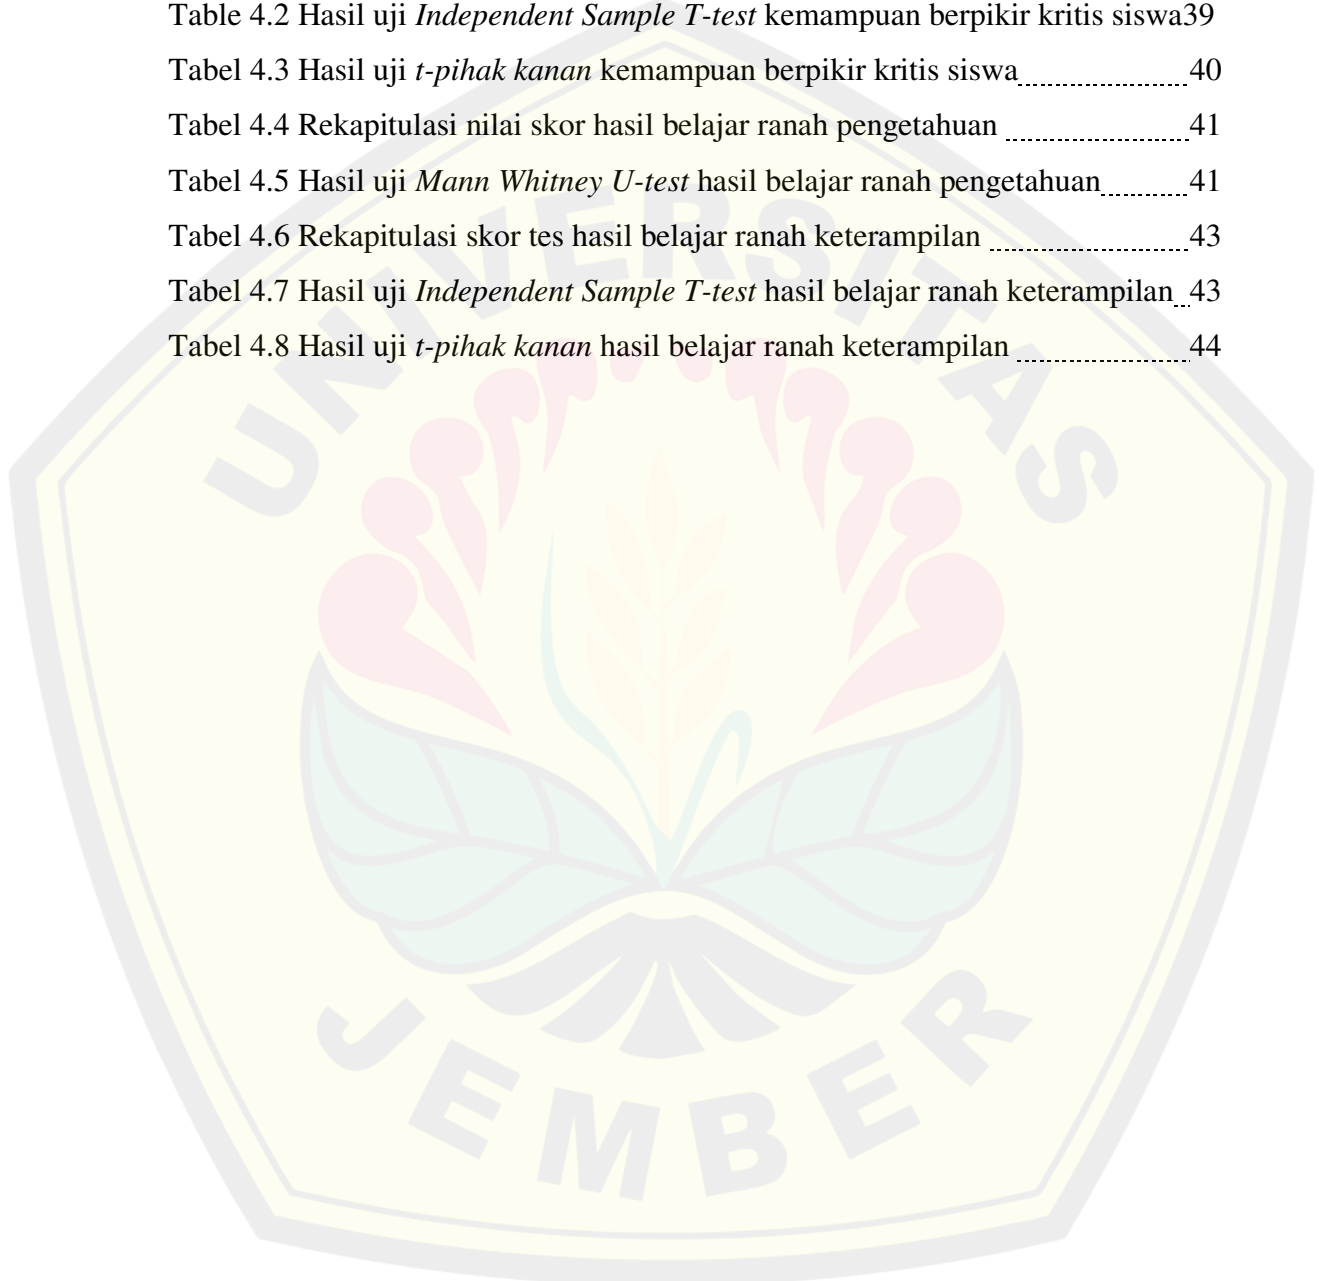 Table 4.2 Hasil uji Independent Sample T-test kemampuan berpikir kritis siswa39
Tabel 4.3 Hasil uji t-pihak kanan kemampuan berpikir kritis siswa 40
Tabel 4.4 Rekapitulasi nilai skor hasil belajar ranah pengetahuan 41
Tabel 4.5 Hasil uji Mann Whitney U-test hasil belajar ranah pengetahuan 41
Tabel 4.6 Rekapitulasi skor tes hasil belajar ranah keterampilan 43
Tabel 4.7 Hasil uji Independent Sample T-test hasil belajar ranah keterampilan 43
Tabel 4.8 Hasil uji t-pihak kanan hasil belajar ranah keterampilan 44
UNIVERSITAS
JEMBER